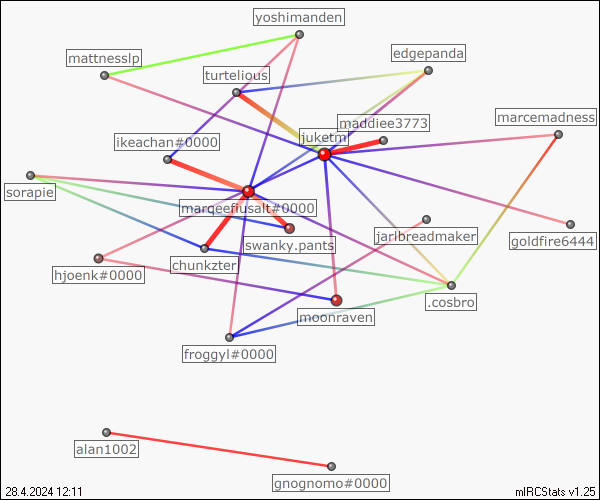 yoshimanden
edgepanda
mattnesslp
turtelious
marcemadness
maddiee3773
juketm
ikeachan#0000
sorapie
marqeefiusalt#0000
jaribreadmaker
goldfire6444
swanky.pants
chunkzter
hjoenk#0000
.cosbro
moonraven
froggyl#0000
alan1002
gnognomo#0000
28.4.2024 12:11
mIRCStats v1.25